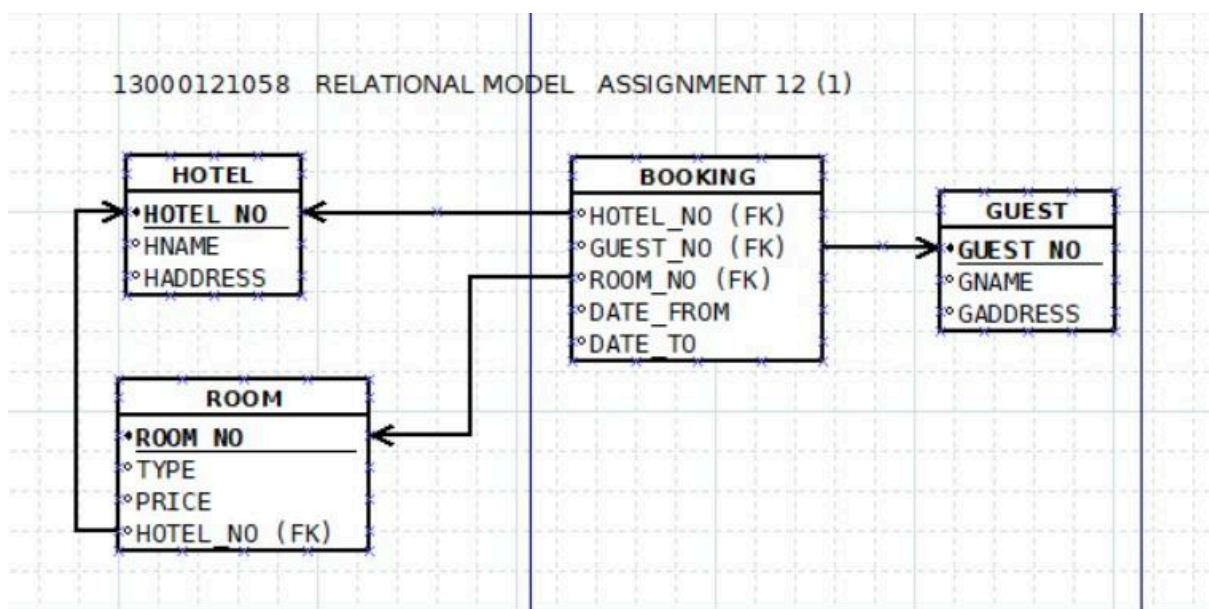 13000121058 RELATIONAL MODEL ASSIGNMENT 12 (1)
HOTEL
HOTEL_NO
HNAME
HADDRESS
BOOKING
HOTEL_NO (FK)
GUEST_NO (FK)
ROOM_NO (FK)
DATE_FROM
DATE_TO
GUEST
GUEST_NO
GNAME
GADDRESS
ROOM
ROOM_NO
TYPE
PRICE
HOTEL_NO (FK)